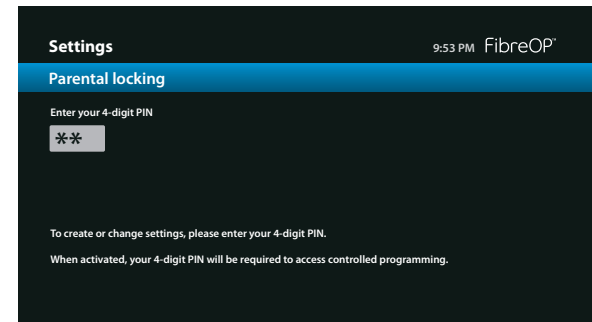 Settings
9:53 PM FibreOP™
Parental locking
Enter your 4-digit PIN
**
To create or change settings, please enter your 4-digit PIN.
When activated, your 4-digit PIN will be required to access controlled programming.